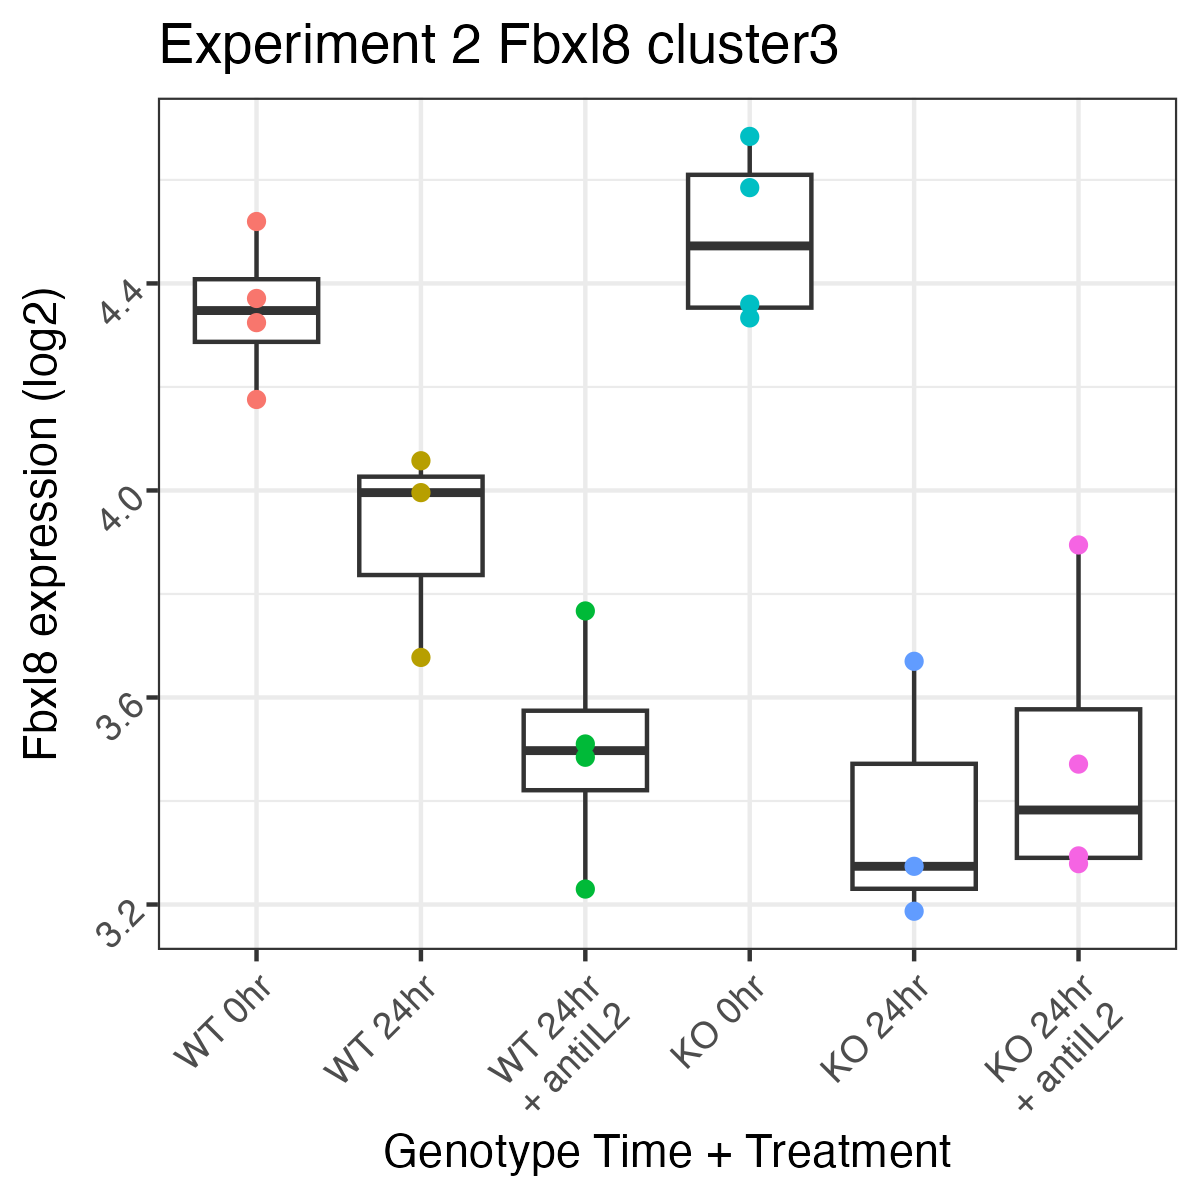 Experiment 2 Fbxl8 cluster3
Fbxl8 expression (log2)
4.4
4.0
3.6
3.2
WT 0hr
WT 24hr
WT 24hr
+ antiIL2
KO 0hr
KO 24hr
KO 24hr
+ antiIL2
Genotype Time + Treatment